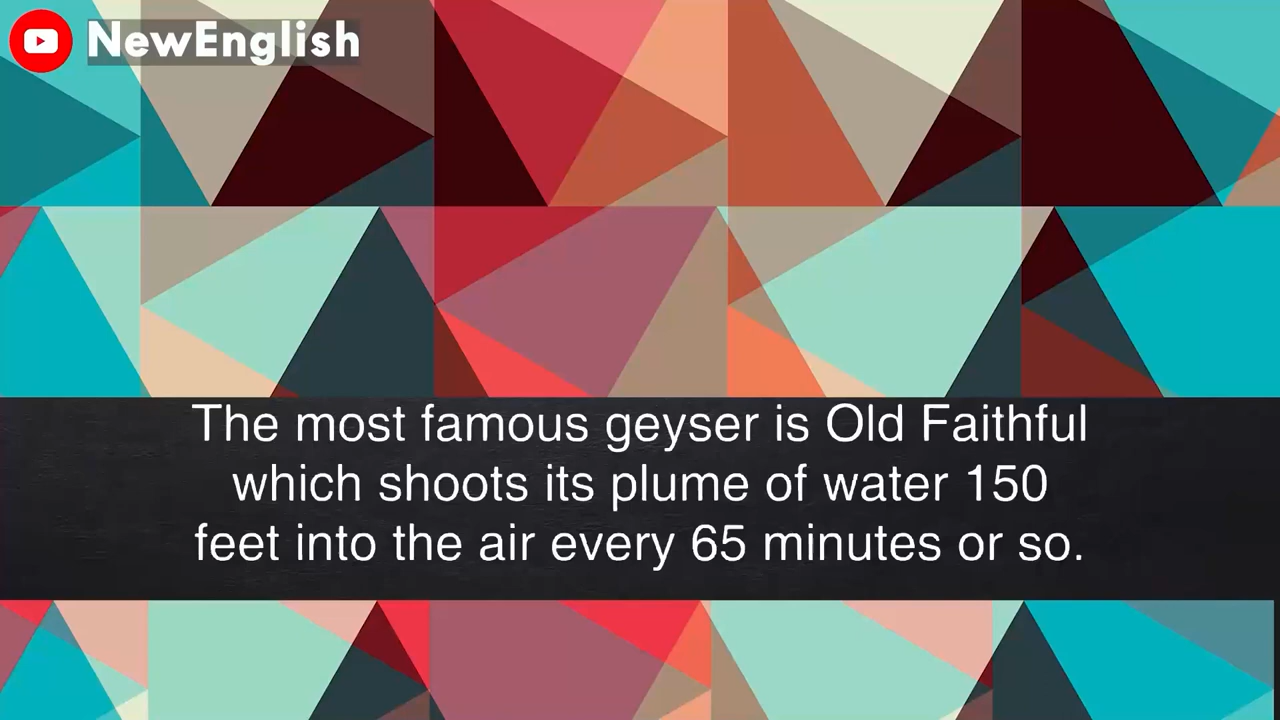 NewEnglish
The most famous geyser is Old Faithful
which shoots its plume of water 150
feet into the air every 65 minutes or so.